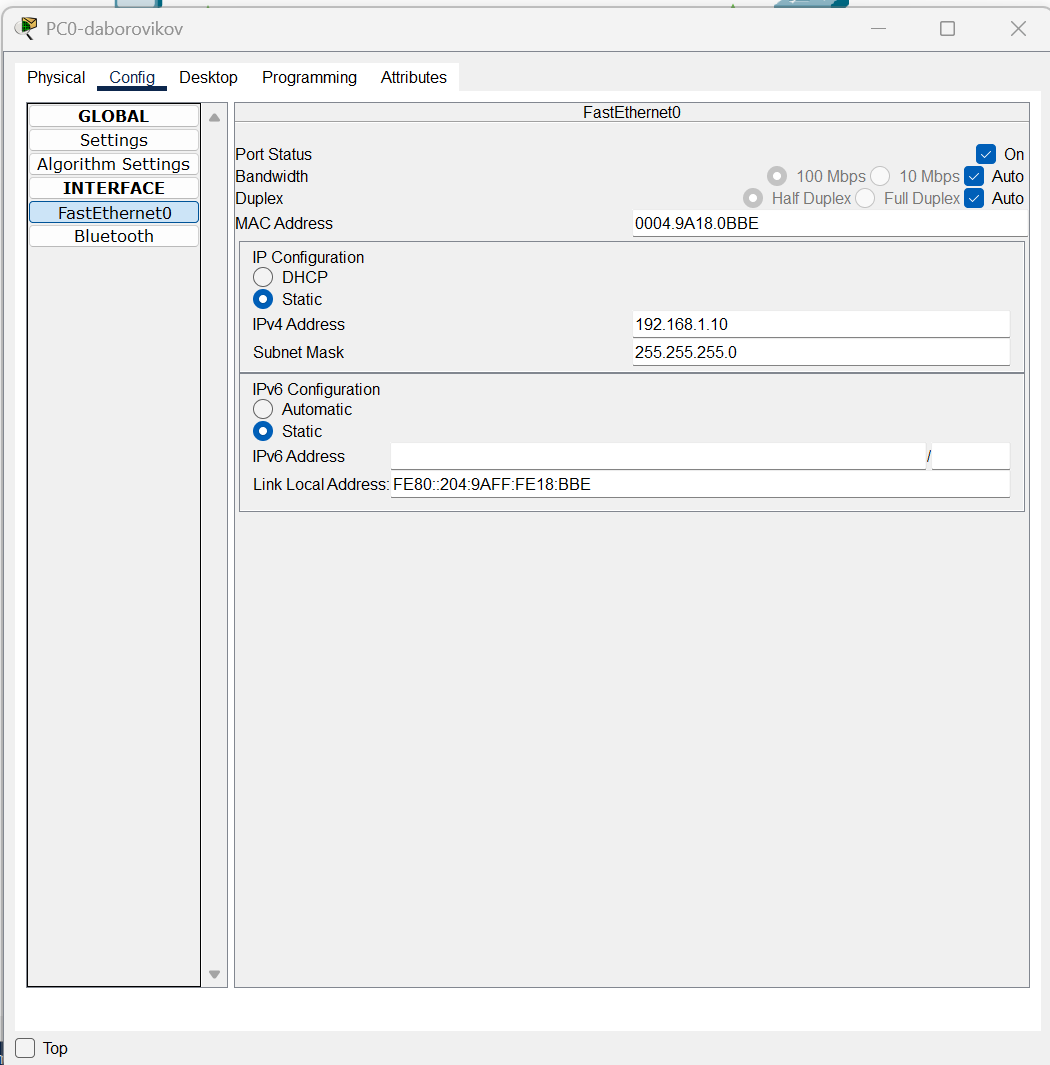 PC0-daborovikov
Physical Config Desktop Programming Attributes
GLOBAL
Settings
Algorithm Settings
INTERFACE
FastEthernet0
Bluetooth
FastEthernet0
Port Status On
Bandwidth 100 Mbps 10 Mbps Auto
Duplex Half Duplex Full Duplex Auto
MAC Address 0004.9A18.0BBE
IP Configuration
DHCP
Static
IPv4 Address 192.168.1.10
Subnet Mask 255.255.255.0
IPv6 Configuration
Automatic
Static
IPv6 Address /
Link Local Address: FE80::204:9AFF:FE18:BBE
Top